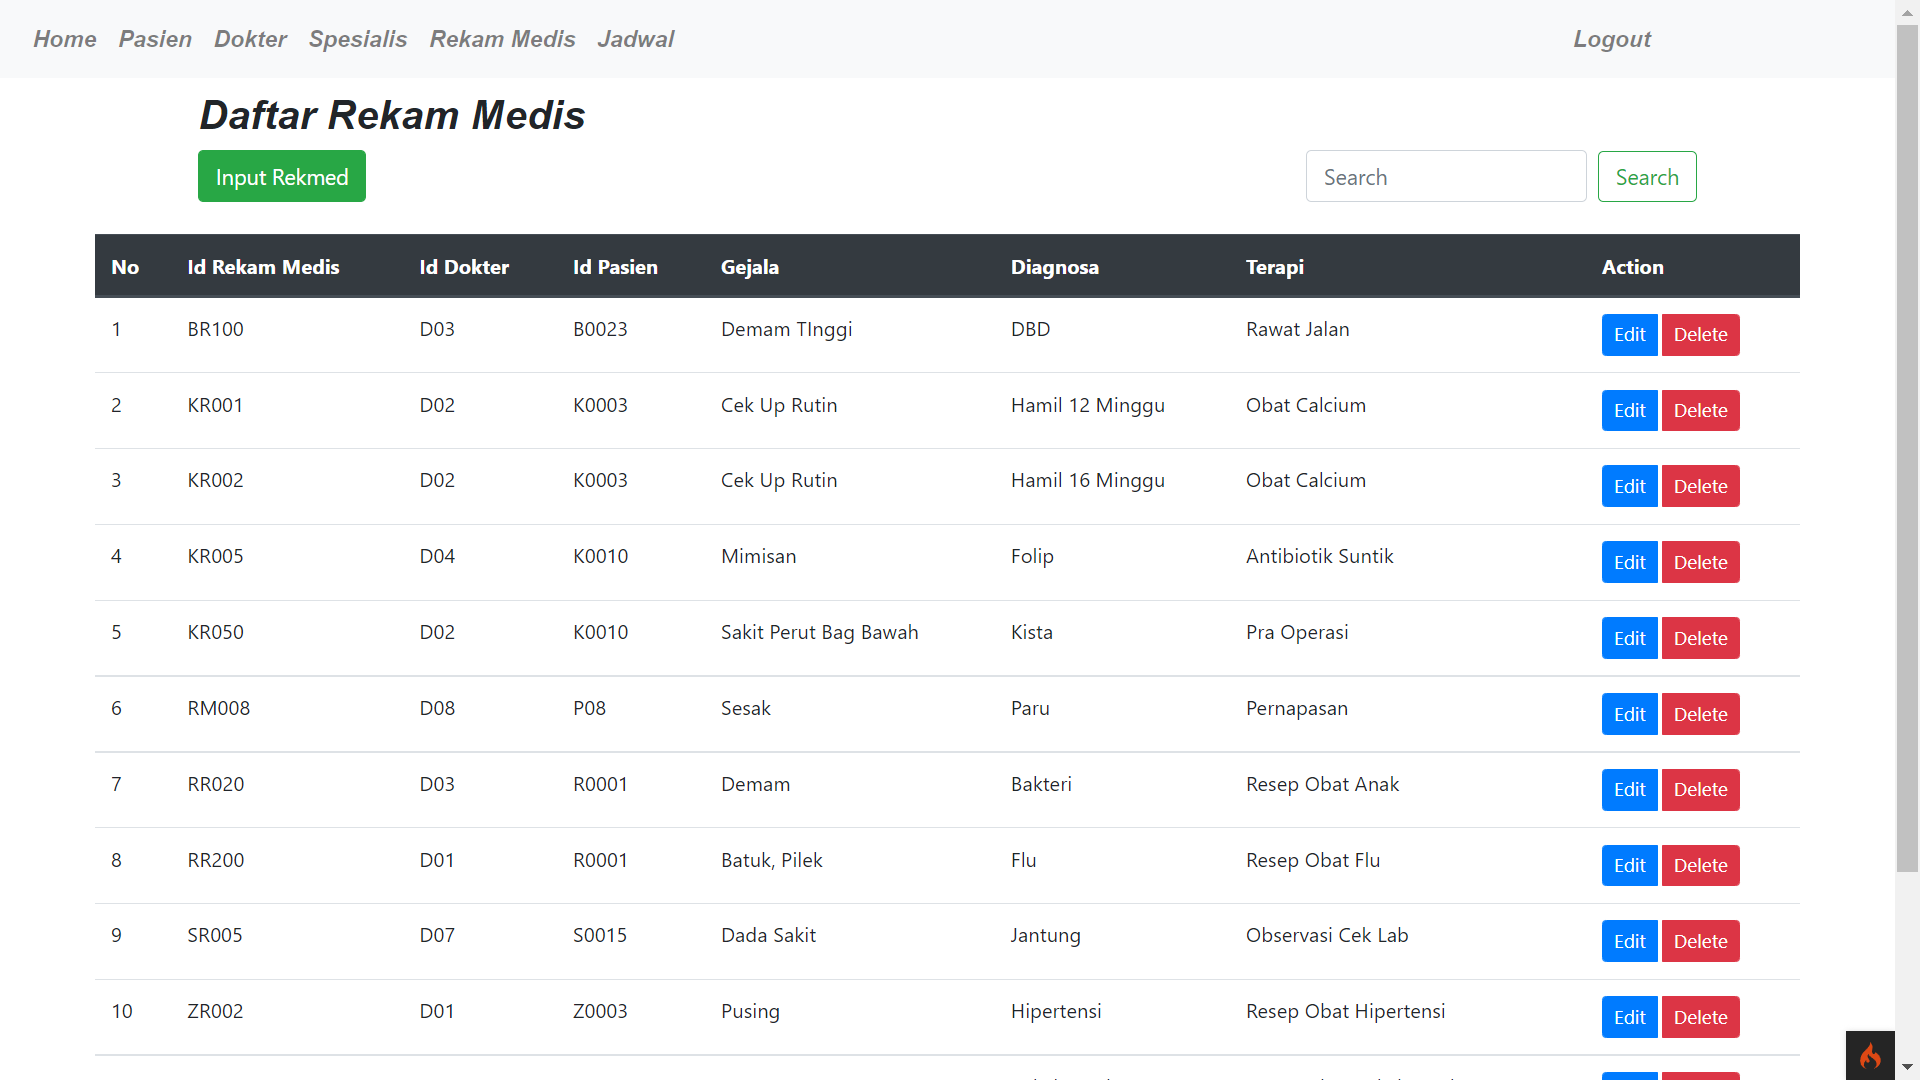 Home Pasien Dokter Spesialis Rekam Medis Jadwal Logout
Daftar Rekam Medis
Input Rekmed Search Search
No Id Rekam Medis Id Dokter Id Pasien Gejala Diagnosa Terapi Action
1 BR100 D03 B0023 Demam TInggi DBD Rawat Jalan Edit Delete
2 KR001 D02 K0003 Cek Up Rutin Hamil 12 Minggu Obat Calcium Edit Delete
3 KR002 D02 K0003 Cek Up Rutin Hamil 16 Minggu Obat Calcium Edit Delete
4 KR005 D04 K0010 Mimisan Folip Antibiotik Suntik Edit Delete
5 KR050 D02 K0010 Sakit Perut Bag Bawah Kista Pra Operasi Edit Delete
6 RM008 D08 P08 Sesak Paru Pernapasan Edit Delete
7 RR020 D03 R0001 Demam Bakteri Resep Obat Anak Edit Delete
8 RR200 D01 R0001 Batuk, Pilek Flu Resep Obat Flu Edit Delete
9 SR005 D07 S0015 Dada Sakit Jantung Observasi Cek Lab Edit Delete
10 ZR002 D01 Z0003 Pusing Hipertensi Resep Obat Hipertensi Edit Delete